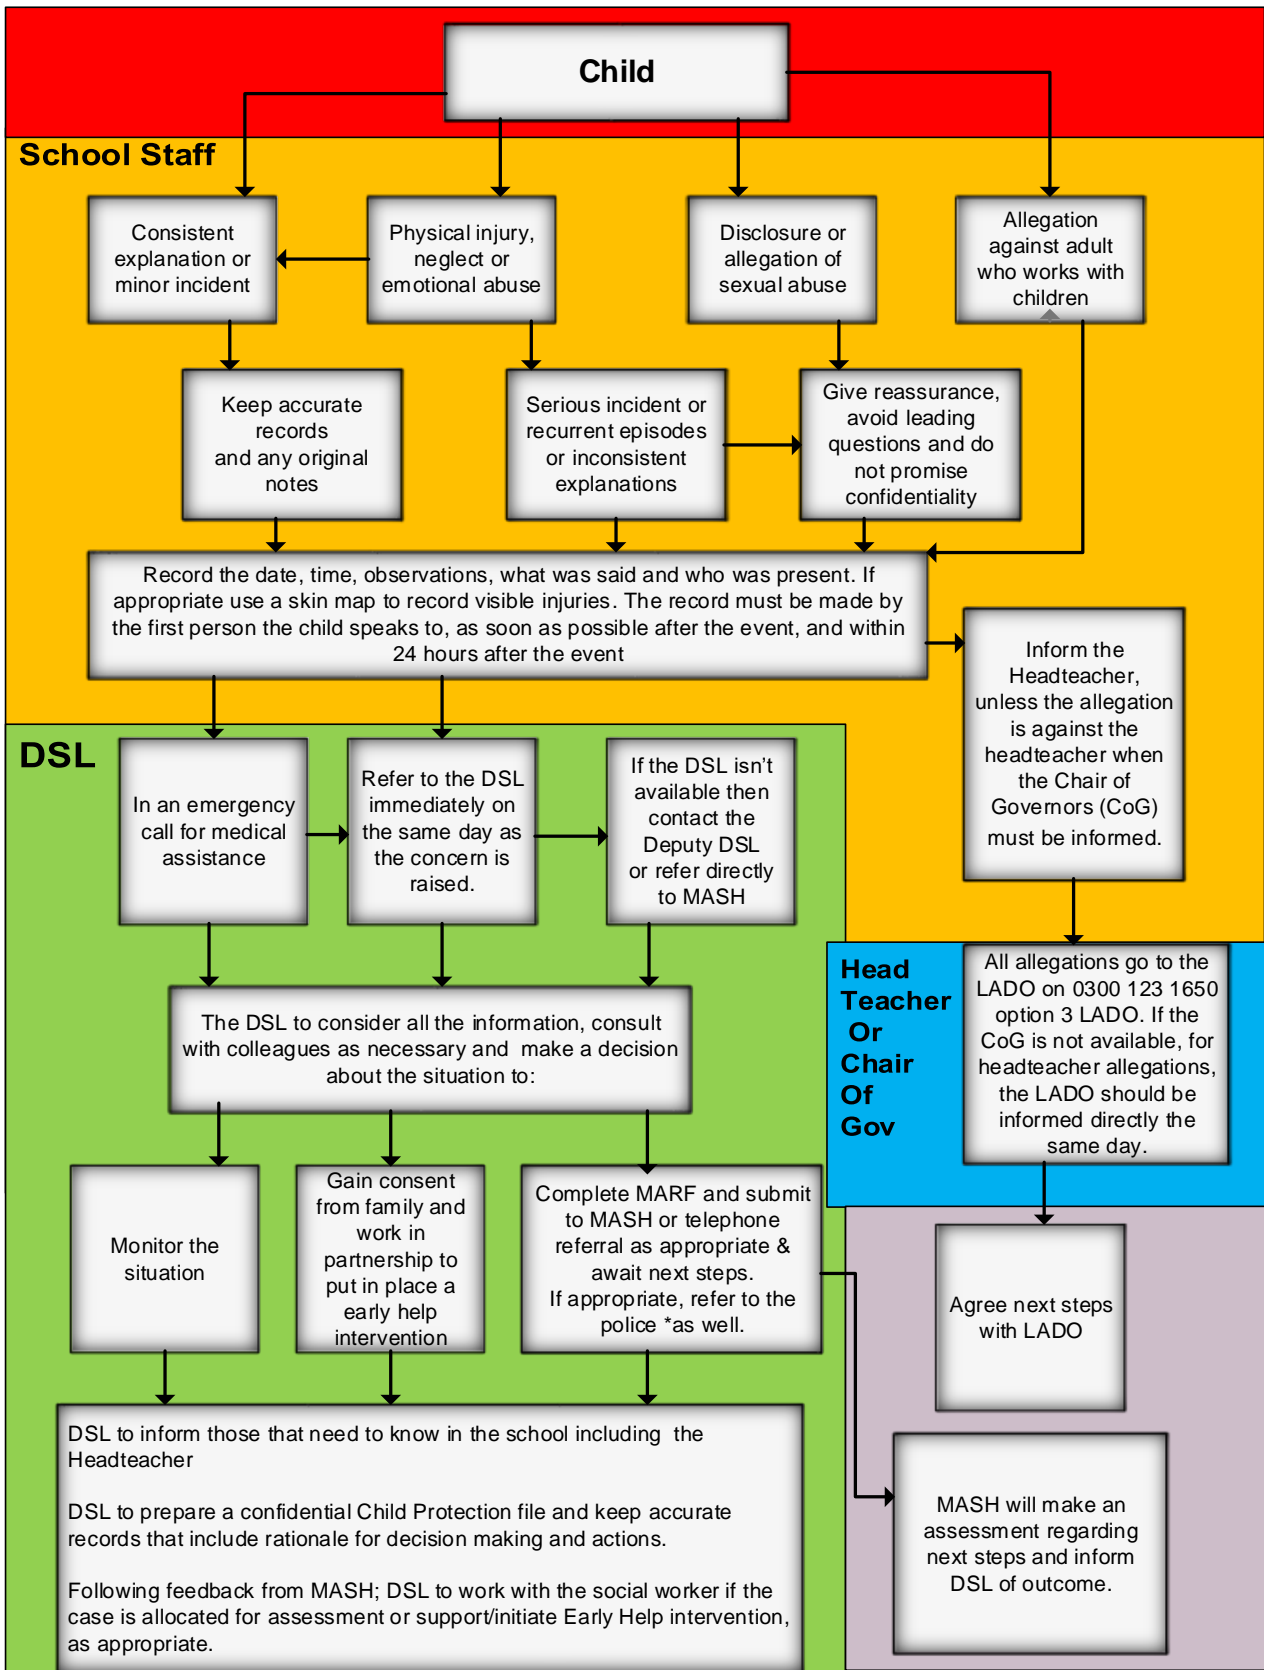 Child
School Staff
Consistent
explanation or
minor incident
Physical injury,
neglect or
emotional abuse
Disclosure or
allegation of
sexual abuse
Allegation
against adult
who works with
children
Keep accurate
records
and any original
notes
Serious incident or
recurrent episodes
or inconsistent
explanations
Give reassurance,
avoid leading
questions and do
not promise
confidentiality
Record the date, time, observations, what was said and who was present. If
appropriate use a skin map to record visible injuries. The record must be made by
the first person the child speaks to, as soon as possible after the event, and within
24 hours after the event
Inform the
Headteacher,
unless the allegation
is against the
headteacher when
the Chair of
Governors (CoG)
must be informed.
DSL
In an emergency
call for medical
assistance
Refer to the DSL
immediately on
the same day as
the concern is
raised.
If the DSL isn’t
available then
contact the
Deputy DSL
or refer directly
to MASH
Head
Teacher
Or
Chair
Of
Gov
All allegations go to the
LADO on 0300 123 1650
option 3 LADO. If the
CoG is not available, for
headteacher allegations,
the LADO should be
informed directly the
same day.
The DSL to consider all the information, consult
with colleagues as necessary and make a decision
about the situation to:
Monitor the
situation
Gain consent
from family and
work in
partnership to
put in place a
early help
intervention
Complete MARF and submit
to MASH or telephone
referral as appropriate &
await next steps.
If appropriate, refer to the
police *as well.
Agree next steps
with LADO
DSL to inform those that need to know in the school including the
Headteacher
DSL to prepare a confidential Child Protection file and keep accurate
records that include rationale for decision making and actions.
Following feedback from MASH; DSL to work with the social worker if the
case is allocated for assessment or support/initiate Early Help intervention,
as appropriate.
MASH will make an
assessment regarding
next steps and inform
DSL of outcome.